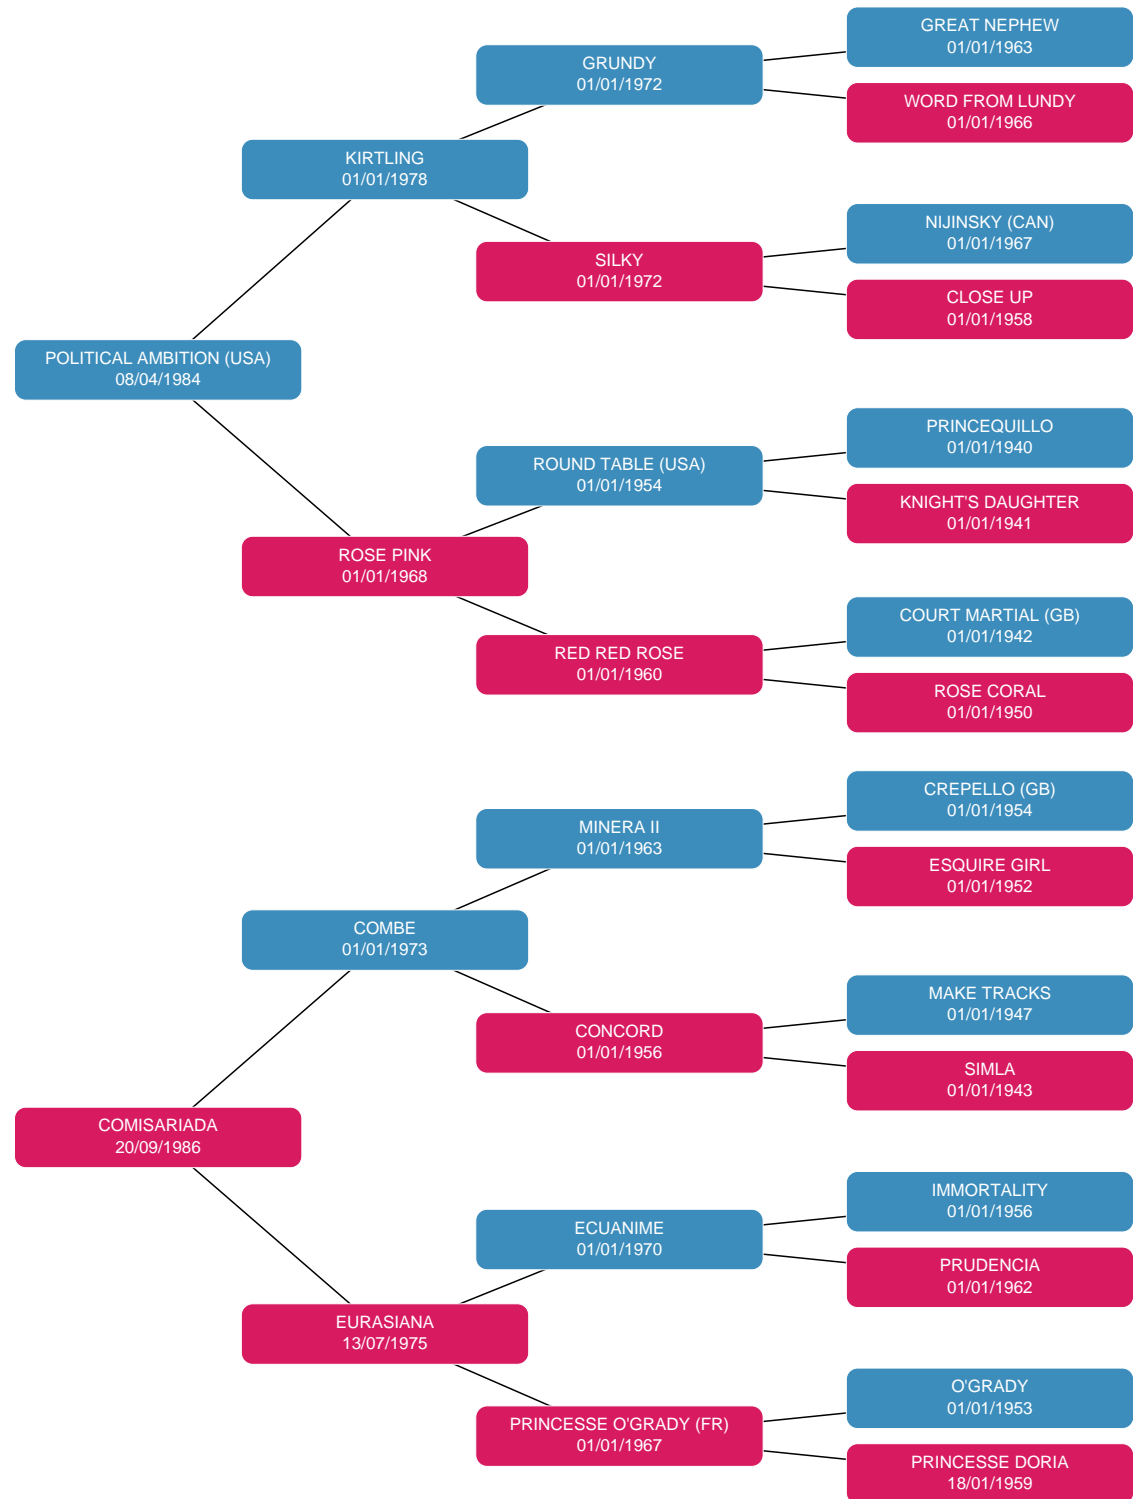 GREAT NEPHEW
01/01/1963
GRUNDY
01/01/1972
WORD FROM LUNDY
01/01/1966
KIRTLING
01/01/1978
NIJINSKY (CAN)
01/01/1967
SILKY
01/01/1972
CLOSE UP
01/01/1958
POLITICAL AMBITION (USA)
08/04/1984
PRINCEQUILLO
01/01/1940
ROUND TABLE (USA)
01/01/1954
KNIGHT'S DAUGHTER
01/01/1941
ROSE PINK
01/01/1968
COURT MARTIAL (GB)
01/01/1942
RED RED ROSE
01/01/1960
ROSE CORAL
01/01/1950
CREPELLO (GB)
01/01/1954
MINERA II
01/01/1963
ESQUIRE GIRL
01/01/1952
COMBE
01/01/1973
MAKE TRACKS
01/01/1947
CONCORD
01/01/1956
SIMLA
01/01/1943
COMISARIADA
20/09/1986
IMMORTALITY
01/01/1956
ECUANIME
01/01/1970
PRUDENCIA
01/01/1962
EURASIANA
13/07/1975
O'GRADY
01/01/1953
PRINCESSE O'GRADY (FR)
01/01/1967
PRINCESSE DORIA
18/01/1959